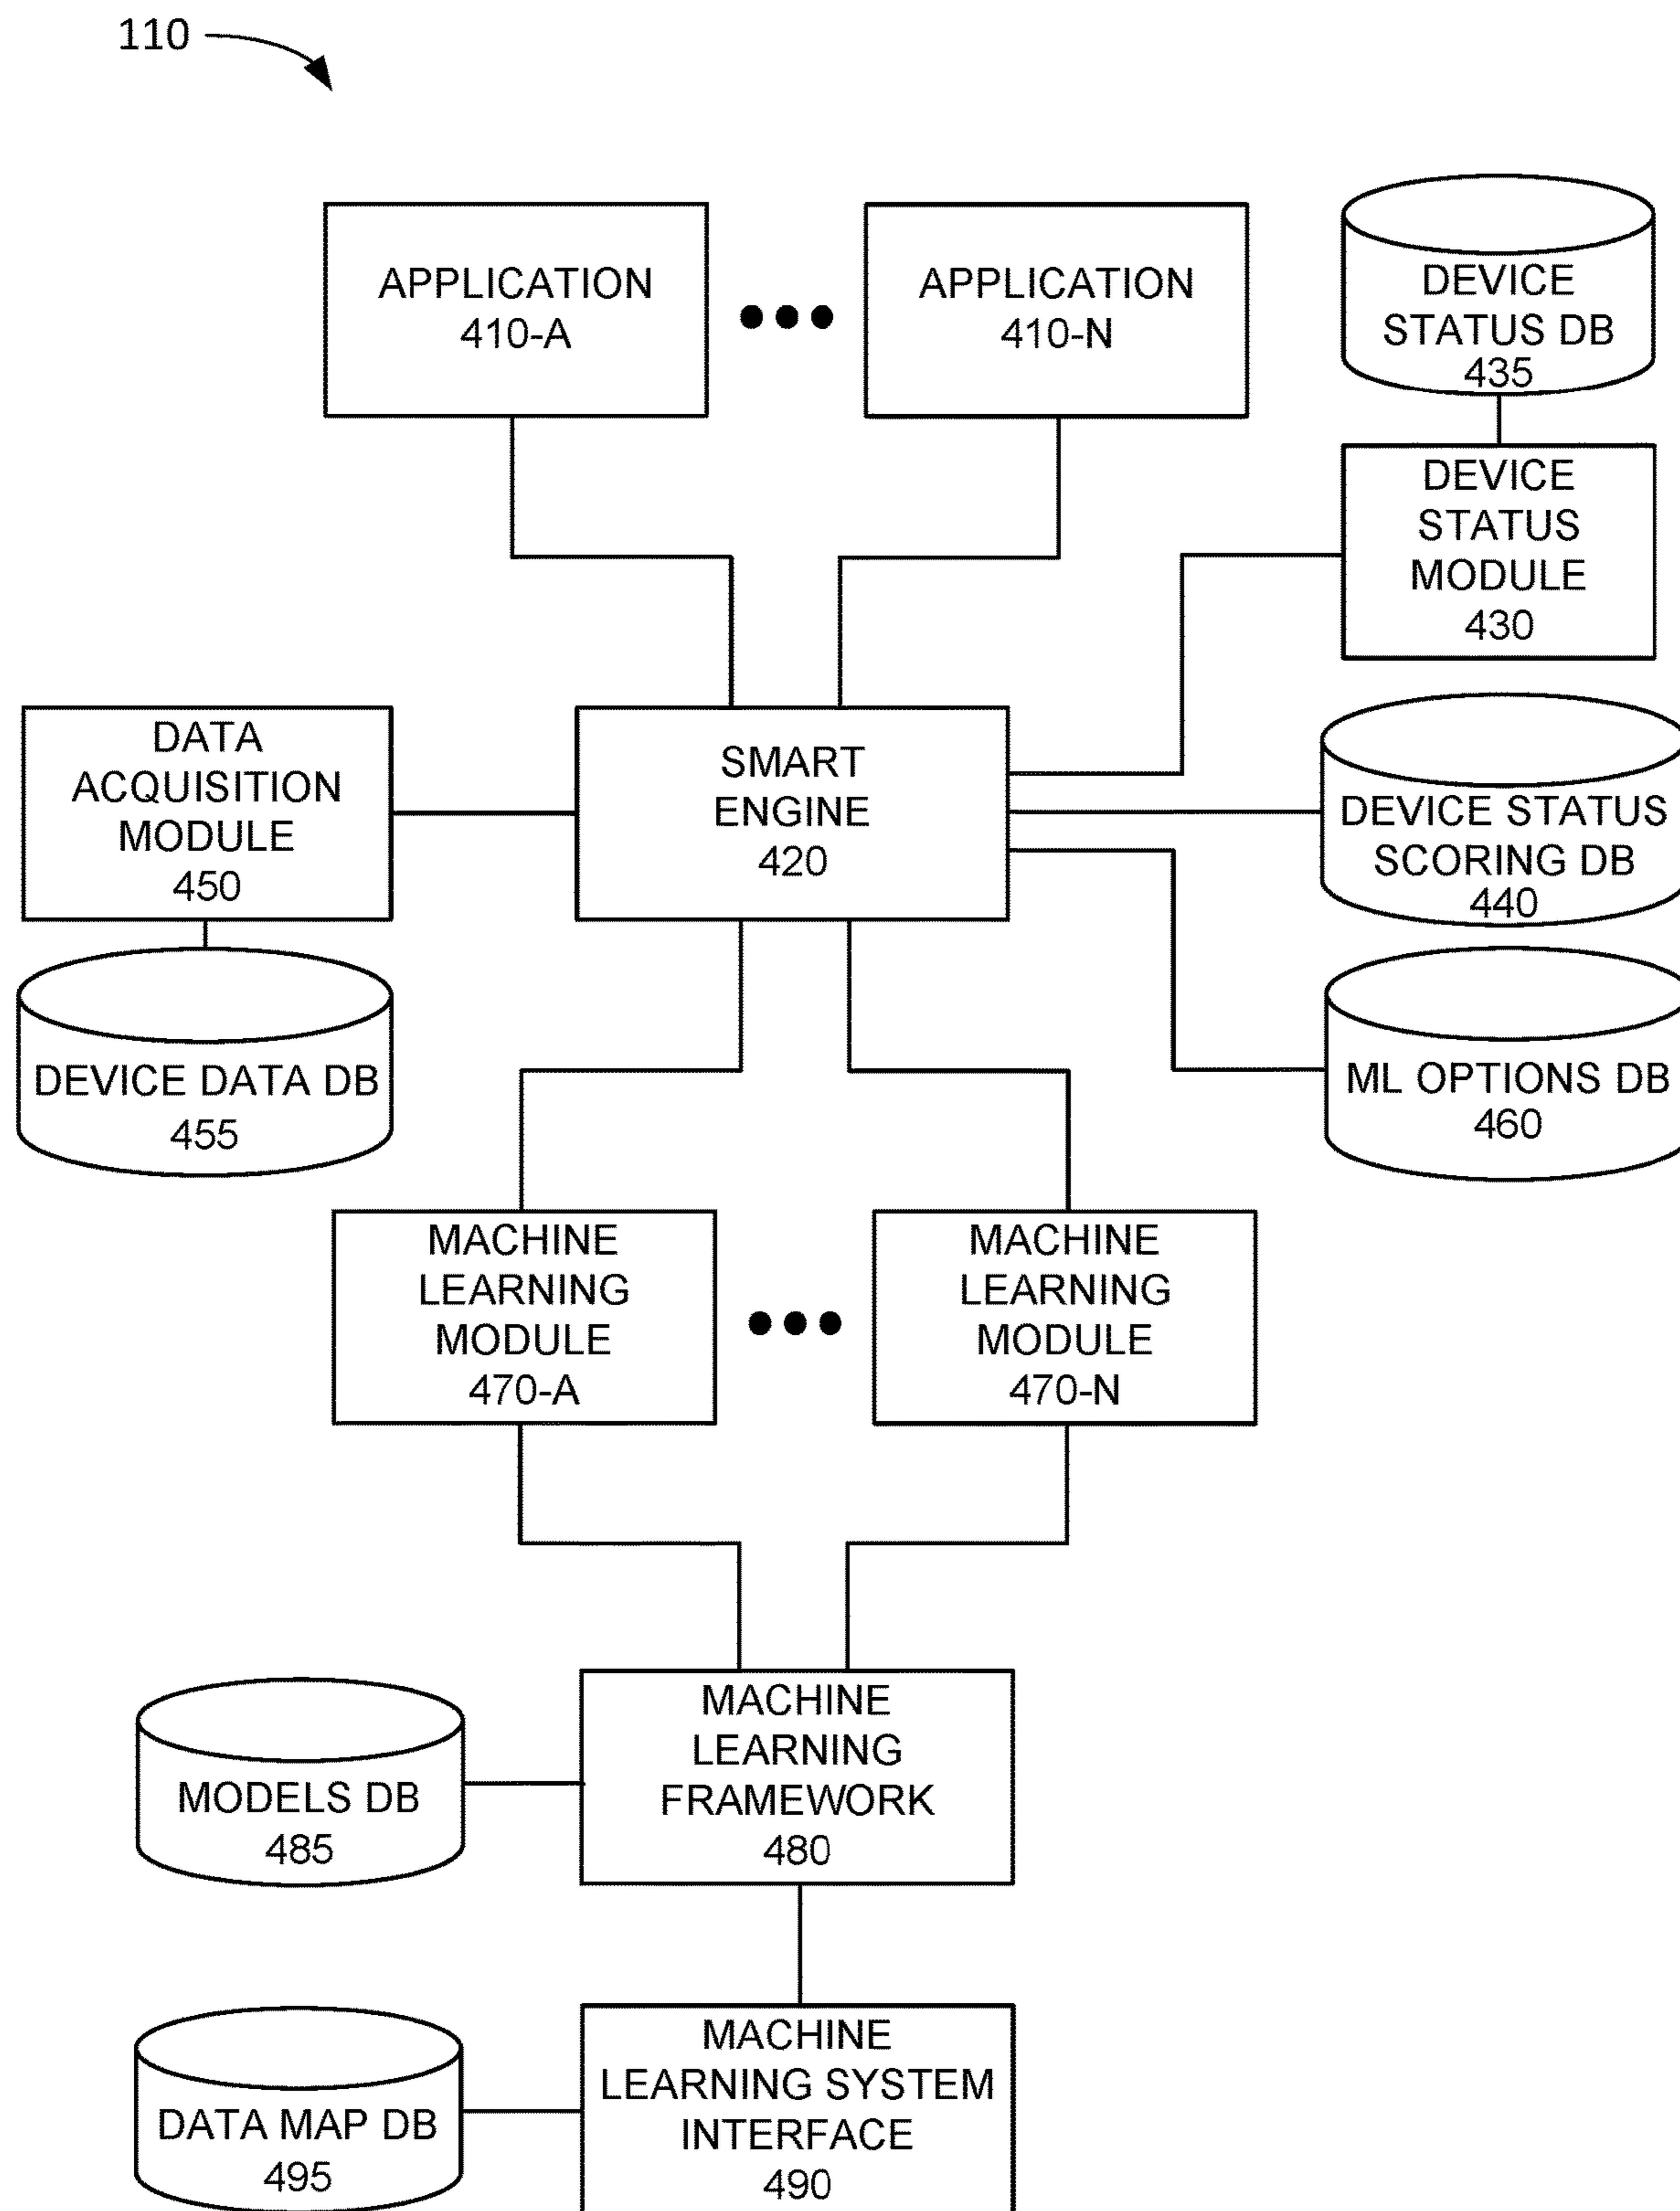 110
APPLICATION
410-A
APPLICATION
410-N
DEVICE
STATUS DB
435
DEVICE
STATUS
MODULE
430
DATA
ACQUISITION
MODULE
450
SMART
ENGINE
420
DEVICE STATUS
SCORING DB
440
DEVICE DATA DB
455
ML OPTIONS DB
460
MACHINE
LEARNING
MODULE
470-A
MACHINE
LEARNING
MODULE
470-N
MODELS DB
485
MACHINE
LEARNING
FRAMEWORK
480
DATA MAP DB
495
MACHINE
LEARNING SYSTEM
INTERFACE
490